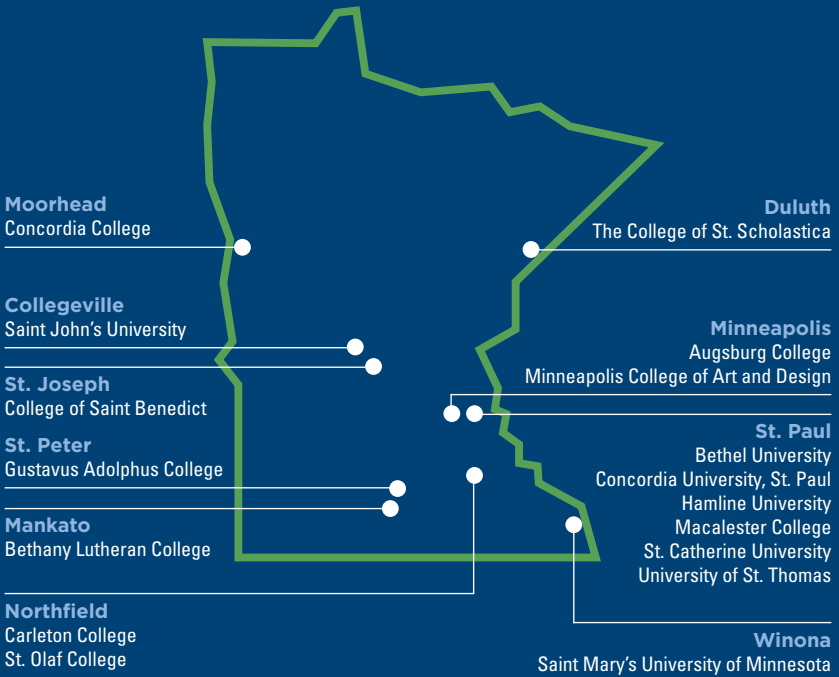 Moorhead
Concordia College
Collegeville
Saint John's University
St. Joseph
College of Saint Benedict
St. Peter
Gustavus Adolphus College
Mankato
Bethany Lutheran College
Northfield
Carleton College
St. Olaf College
Duluth
The College of St. Scholastica
Minneapolis
Augsburg College
Minneapolis College of Art and Design
St. Paul
Bethel University
Concordia University, St. Paul
Hamline University
Macalester College
St. Catherine University
University of St. Thomas
Winona
Saint Mary's University of Minnesota